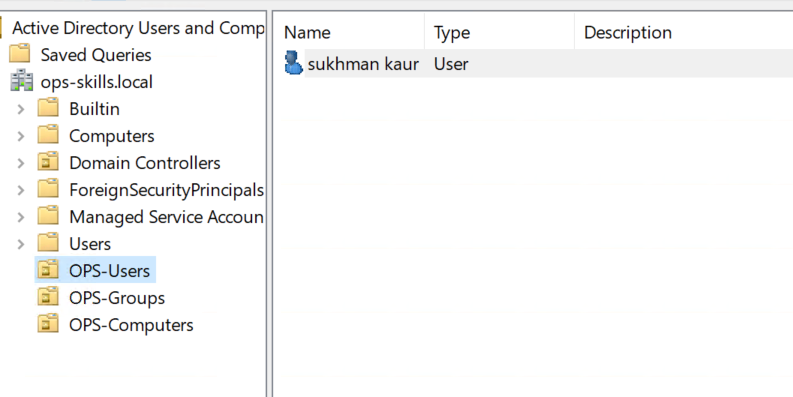 Active Directory Users and Comp
Saved Queries
ops-skills.local
Builtin
Computers
Domain Controllers
ForeignSecurityPrincipals
Managed Service Accoun
Users
OPS-Users
OPS-Groups
OPS-Computers
Name Type Description
sukhman kaur User